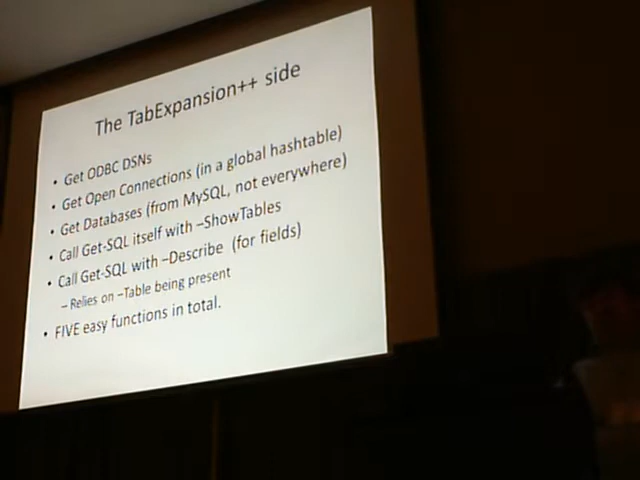 The TabExpansion++ side
• Get ODBC DSNs
• Get Open Connections (in a global hashtable)
• Get Databases (from MySQL, not everywhere)
• Call Get-SQL itself with –ShowTables
• Call Get-SQL with –Describe (for fields)
– Relies on –Table being present
• FIVE easy functions in total.